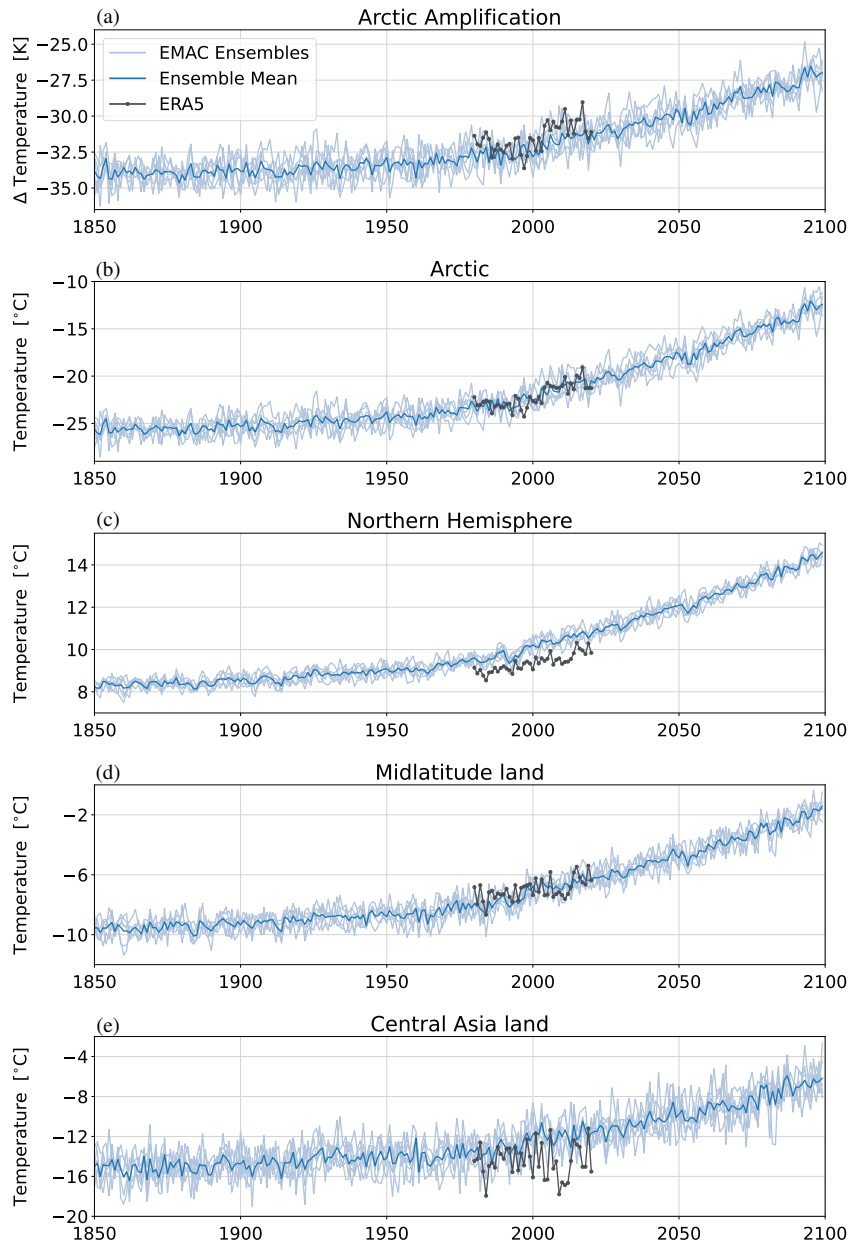 (a)
Arctic Amplification
Δ Temperature [K]
−25.0
−27.5
−30.0
−32.5
−35.0
EMAC Ensembles
Ensemble Mean
ERA5
1850 1900 1950 2000 2050 2100
(b)
Arctic
Temperature [°C]
−10
−15
−20
−25
1850 1900 1950 2000 2050 2100
(c)
Northern Hemisphere
Temperature [°C]
14
12
10
8
1850 1900 1950 2000 2050 2100
(d)
Midlatitude land
Temperature [°C]
−2
−6
−10
1850 1900 1950 2000 2050 2100
(e)
Central Asia land
Temperature [°C]
−4
−8
−12
−16
−20
1850 1900 1950 2000 2050 2100